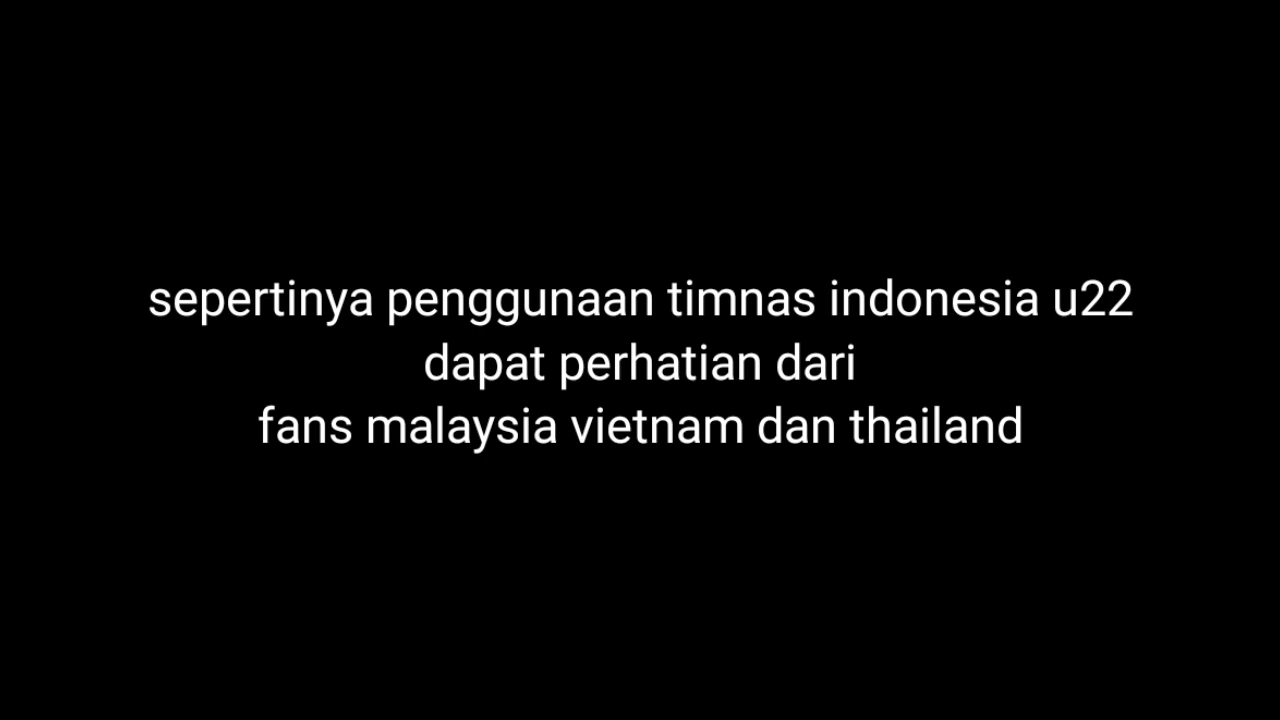 sepertinya penggunaan timnas indonesia u22
dapat perhatian dari
fans malaysia vietnam dan thailand